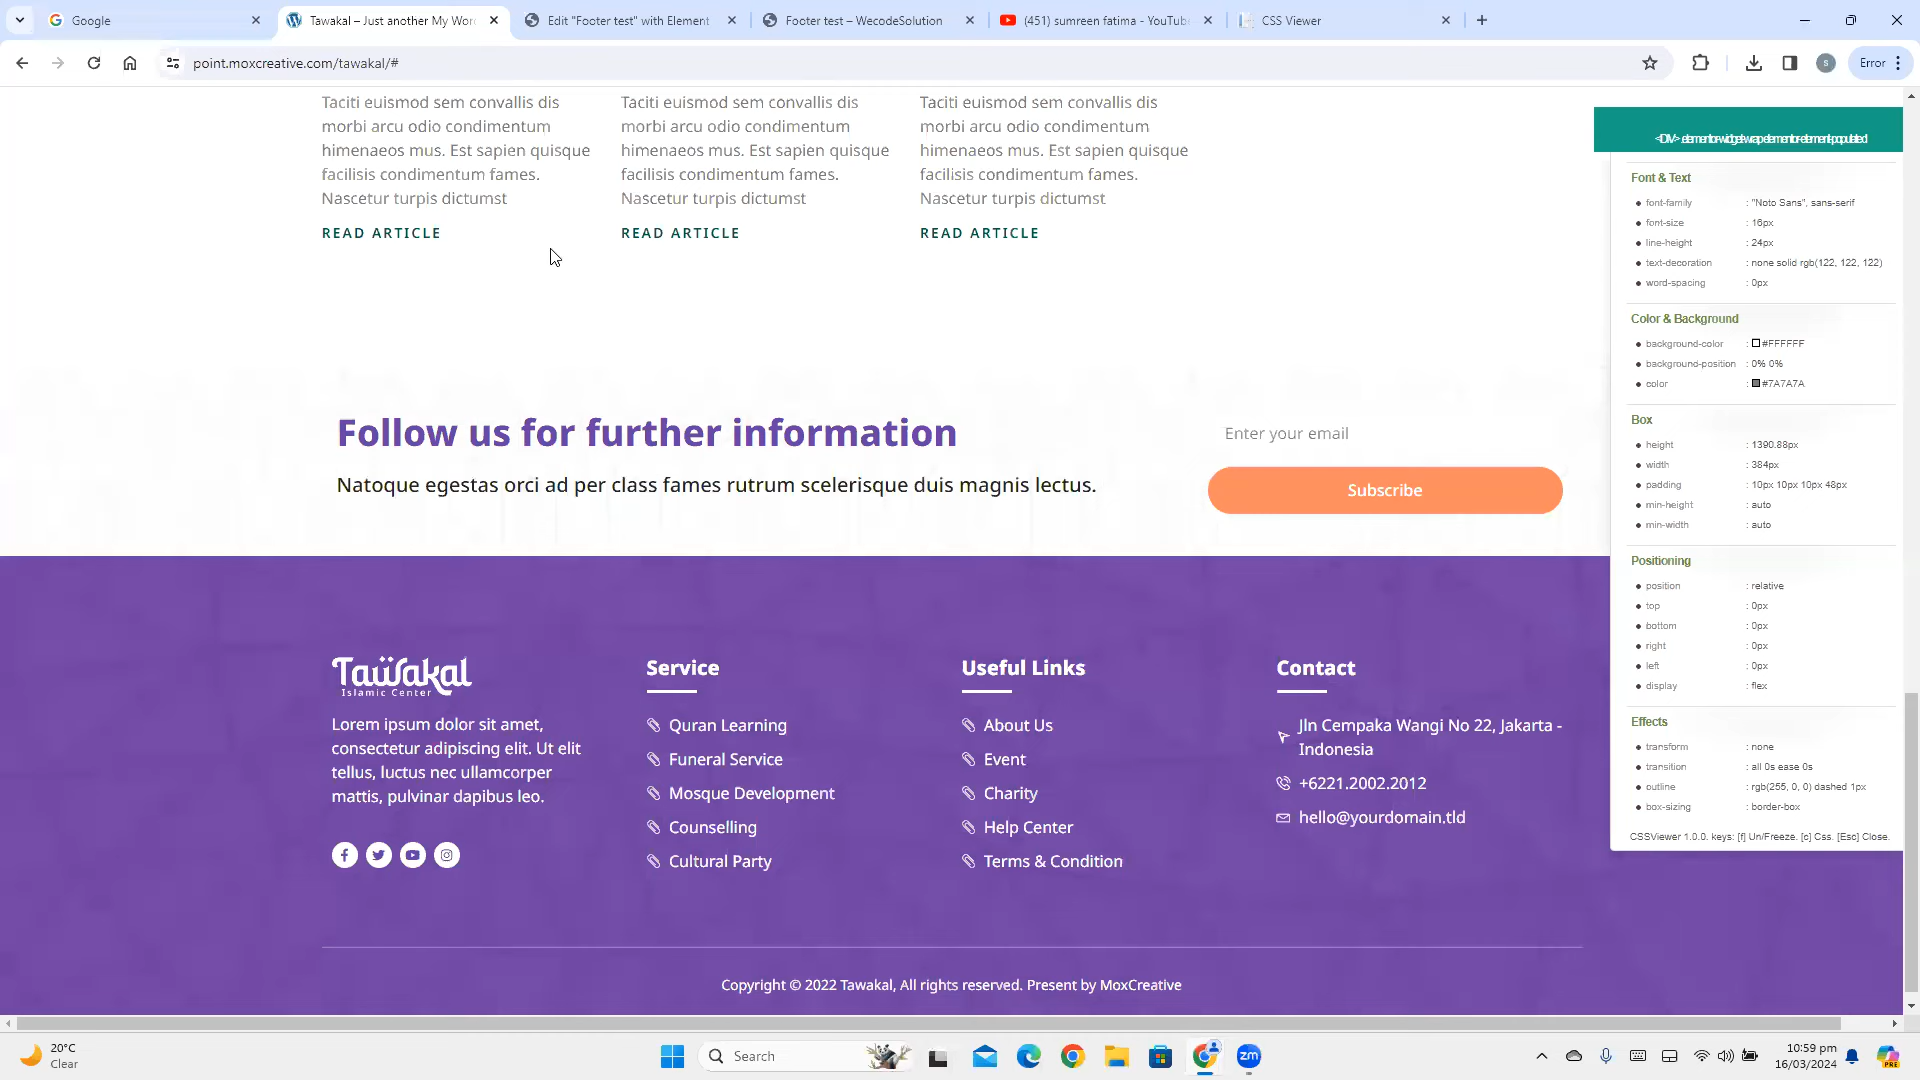 Google
Tawakal – Just another My Wor
Edit "Footer test" with Element
Footer test – WecodeSolution
(451) sumreen fatima - YouTub
CSS Viewer
point.moxcreative.com/tawakal/#
S
Error
Taciti euismod sem convallis dis
morbi arcu odio condimentum
himenaeos mus. Est sapien quisque
facilisis condimentum fames.
Nascetur turpis dictumst
READ ARTICLE
Taciti euismod sem convallis dis
morbi arcu odio condimentum
himenaeos mus. Est sapien quisque
facilisis condimentum fames.
Nascetur turpis dictumst
READ ARTICLE
Taciti euismod sem convallis dis
morbi arcu odio condimentum
himenaeos mus. Est sapien quisque
facilisis condimentum fames.
Nascetur turpis dictumst
READ ARTICLE
<DIV> .elementor-widget-wrap.elementor-element-populated
Font & Text
font-family : "Noto Sans", sans-serif
font-size : 16px
line-height : 24px
text-decoration : none solid rgb(122, 122, 122)
word-spacing : 0px
Color & Background
background-color : #FFFFFF
background-position : 0% 0%
color : #7A7A7A
Box
height : 1390.88px
width : 384px
padding : 10px 10px 10px 48px
min-height : auto
min-width : auto
Positioning
position : relative
top : 0px
bottom : 0px
right : 0px
left : 0px
display : flex
Effects
transform : none
transition : all 0s ease 0s
outline : rgb(255, 0, 0) dashed 1px
box-sizing : border-box
CSSViewer 1.0.0. keys: [f] Un/Freeze. [c] Css. [Esc] Close.
Follow us for further information
Natoque egestas orci ad per class fames rutrum scelerisque duis magnis lectus.
Enter your email
Subscribe
Tawakal
Islamic Center
Lorem ipsum dolor sit amet,
consectetur adipiscing elit. Ut elit
tellus, luctus nec ullamcorper
mattis, pulvinar dapibus leo.
Service
Quran Learning
Funeral Service
Mosque Development
Counselling
Cultural Party
Useful Links
About Us
Event
Charity
Help Center
Terms & Condition
Contact
Jln Cempaka Wangi No 22, Jakarta -
Indonesia
+6221.2002.2012
hello@yourdomain.tld
Copyright © 2022 Tawakal, All rights reserved. Present by MoxCreative
20°C
Clear
Search
zm
10:59 pm
16/03/2024
PRE